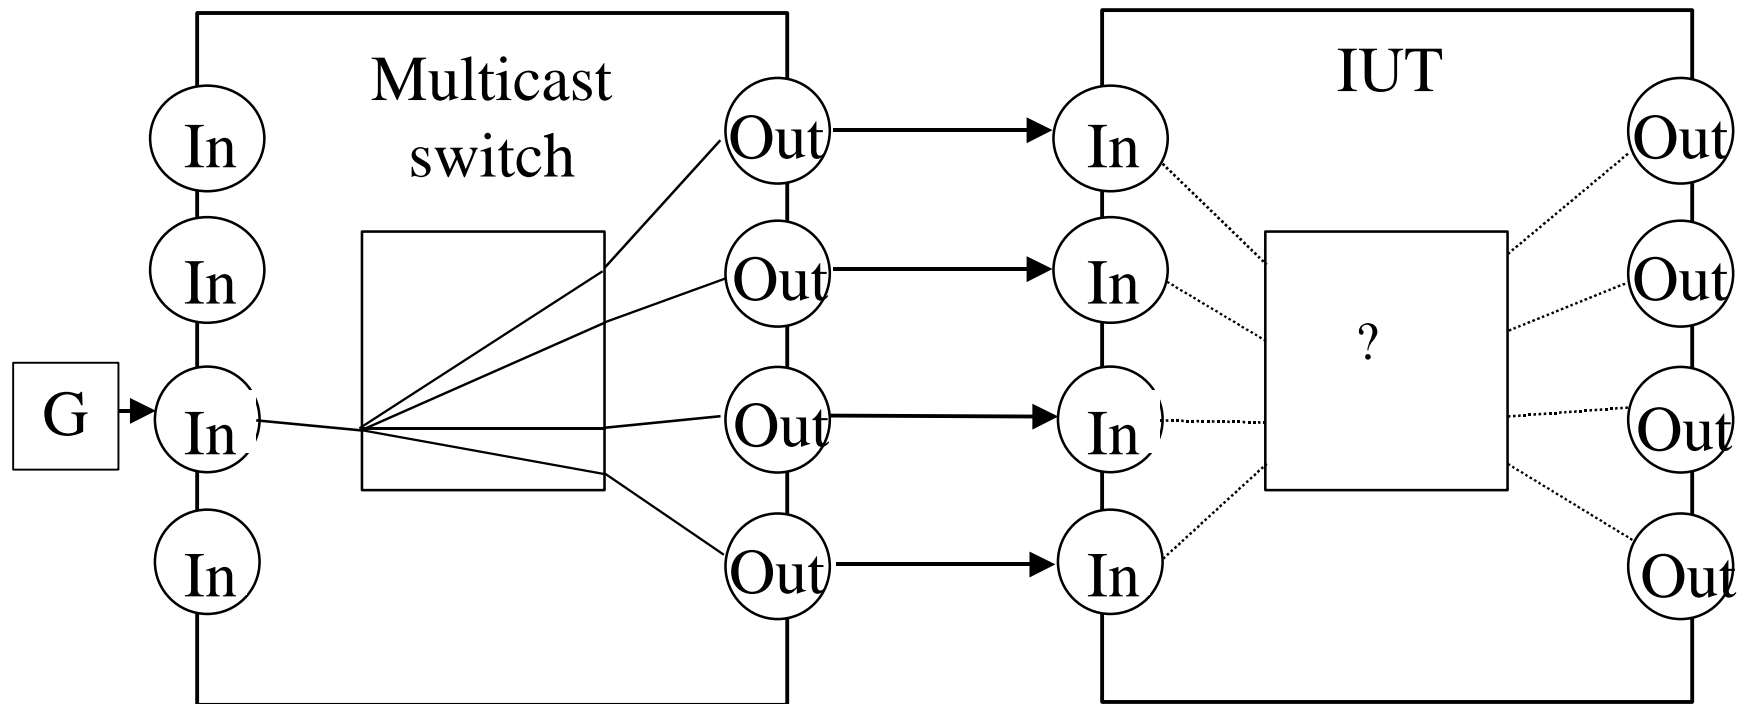 Multicast
switch
IUT
In
Out
In
Out
In
Out
In
Out
?
G
In
Out
In
Out
In
Out
In
Out